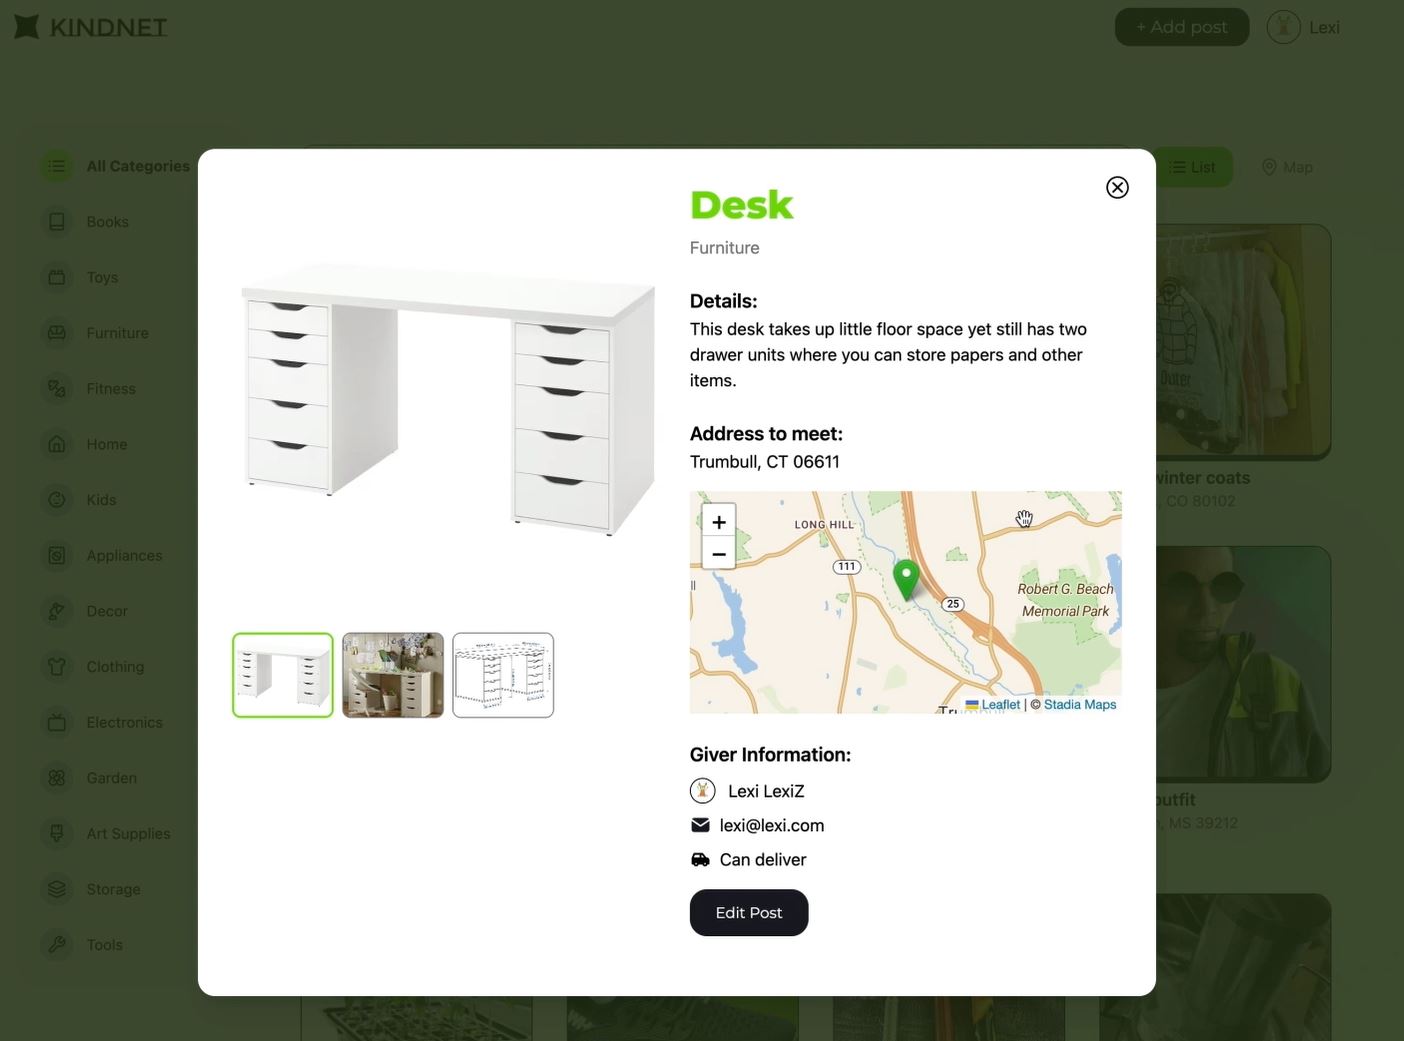 KINDNET
+ Add post
Lexi
All Categories
Books
Toys
Furniture
Fitness
Home
Kids
Appliances
Decor
Clothing
Electronics
Garden
Art Supplies
Storage
Tools
List
Map
winter coats
, CO 80102
outfit
, MS 39212
Desk
Furniture
Details:
This desk takes up little floor space yet still has two
drawer units where you can store papers and other
items.
Address to meet:
Trumbull, CT 06611
+
−
LONG HILL
111
25
Robert G. Beach
Memorial Park
Leaflet | © Stadia Maps
Giver Information:
Lexi LexiZ
lexi@lexi.com
Can deliver
Edit Post